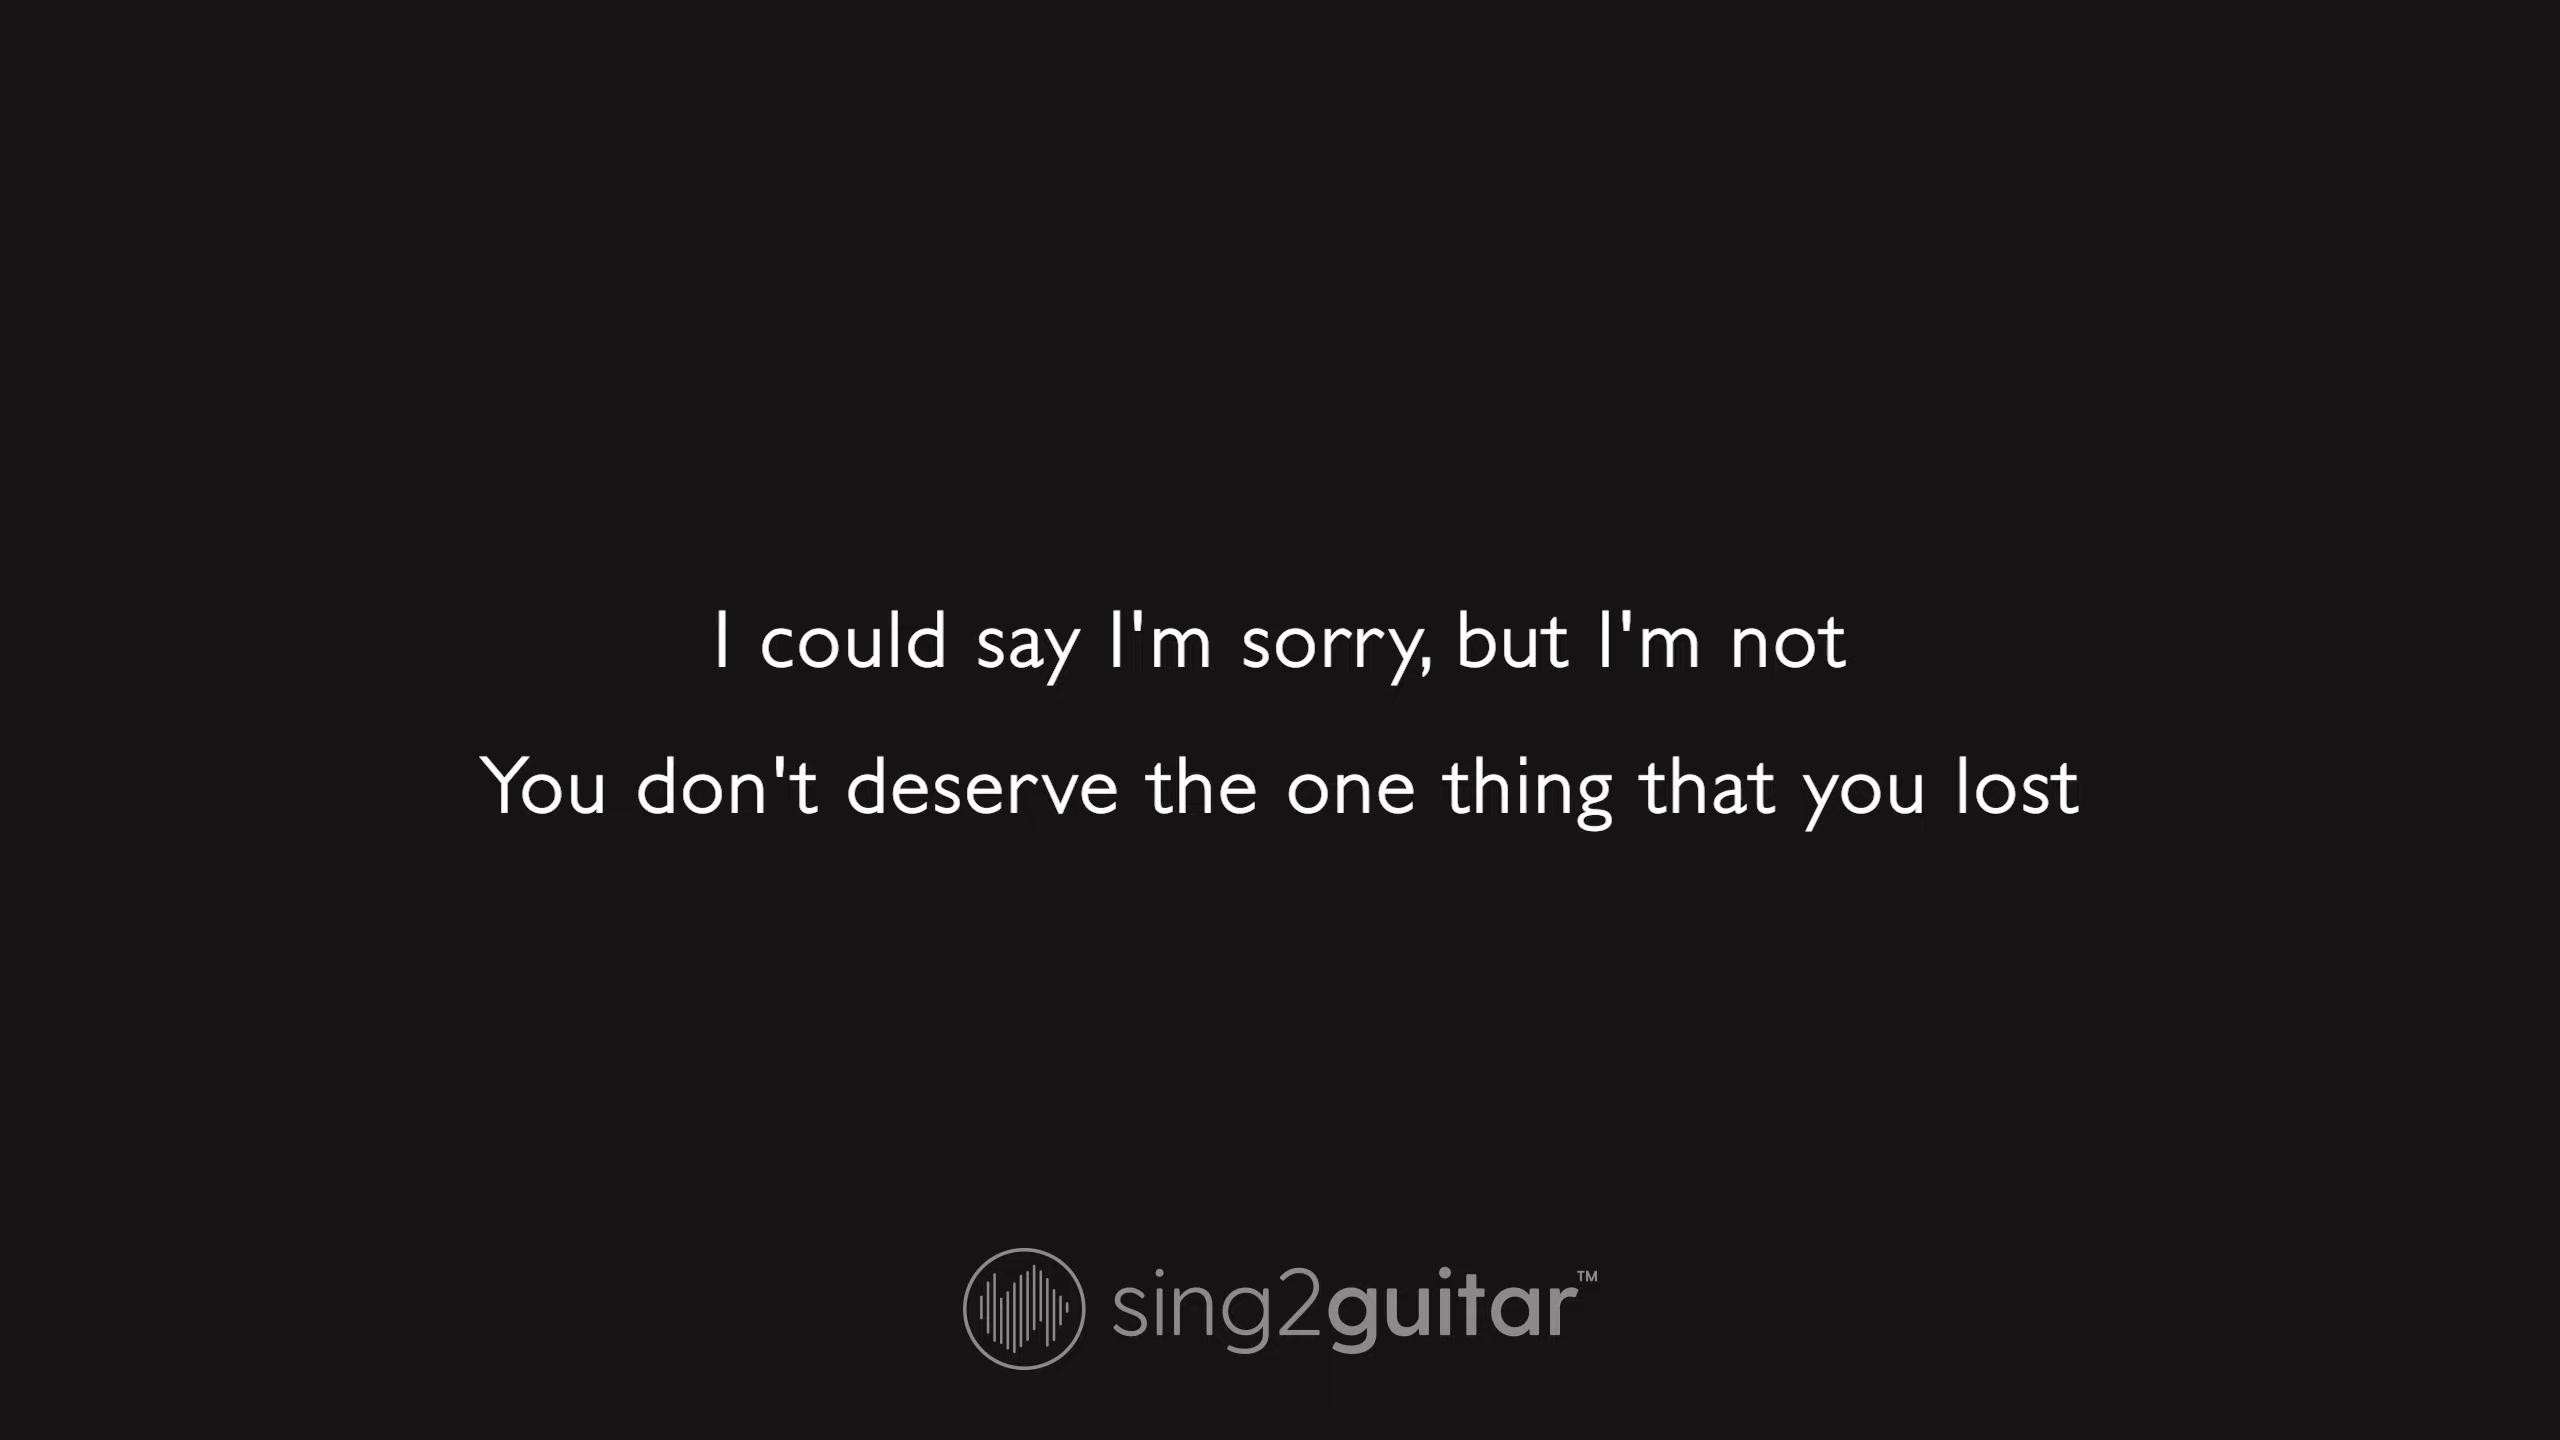 I could say I'm sorry, but I'm not
You don't deserve the one thing that you lost
sing2guitar™